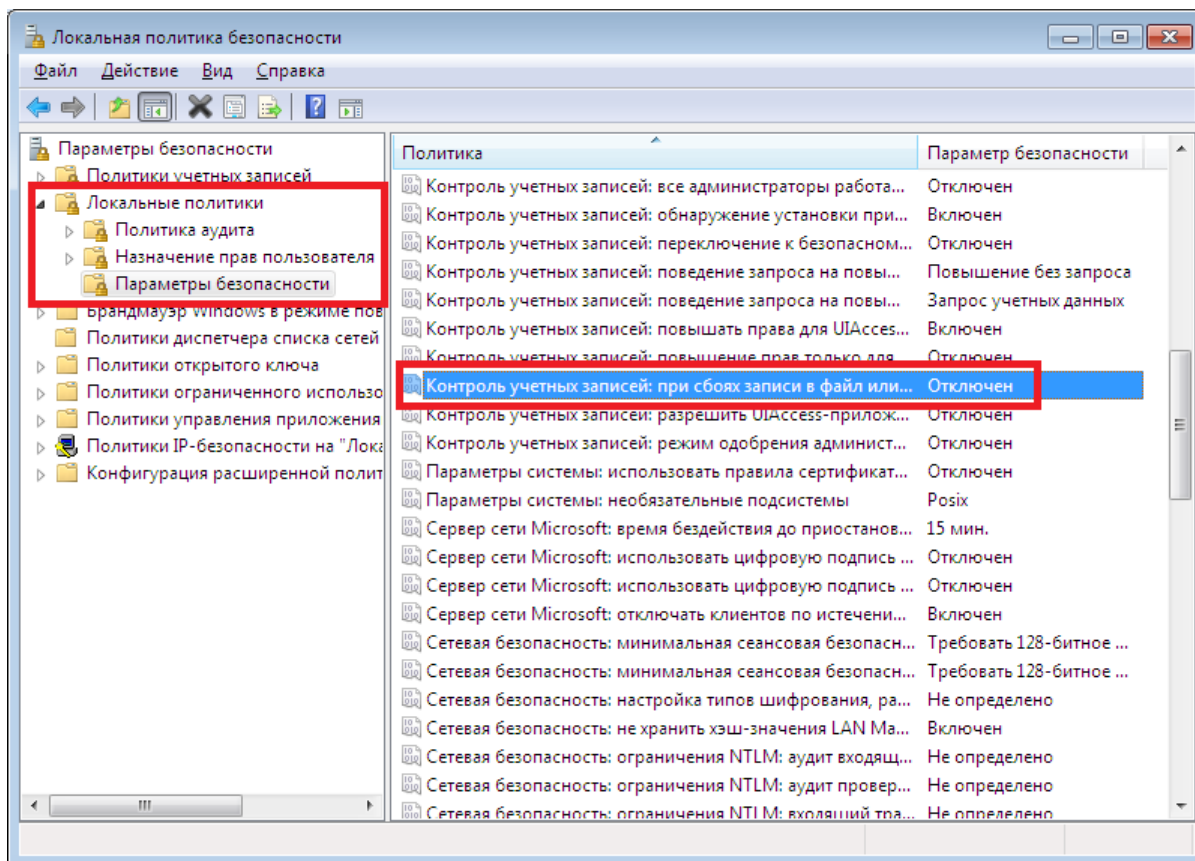 Локальная политика безопасности
Файл Действие Вид Справка
Параметры безопасности
Политики учетных записей
Локальные политики
Политика аудита
Назначение прав пользователя
Параметры безопасности
Брандмауэр Windows в режиме пов
Политики диспетчера списка сетей
Политики открытого ключа
Политики ограниченного использо
Политики управления приложения
Политики IP-безопасности на "Лока
Конфигурация расширенной полит
Политика Параметр безопасности
Контроль учетных записей: все администраторы работа... Отключен
Контроль учетных записей: обнаружение установки при... Включен
Контроль учетных записей: переключение к безопасном... Отключен
Контроль учетных записей: поведение запроса на повы... Повышение без запроса
Контроль учетных записей: поведение запроса на повы... Запрос учетных данных
Контроль учетных записей: повышать права для UIAcces... Включен
Контроль учетных записей: повышение прав только для ... Отключен
Контроль учетных записей: при сбоях записи в файл или... Отключен
Контроль учетных записей: разрешить UIAccess-прилож... Отключен
Контроль учетных записей: режим одобрения админист... Отключен
Параметры системы: использовать правила сертификат... Отключен
Параметры системы: необязательные подсистемы Posix
Сервер сети Microsoft: время бездействия до приостанов... 15 мин.
Сервер сети Microsoft: использовать цифровую подпись ... Отключен
Сервер сети Microsoft: использовать цифровую подпись ... Отключен
Сервер сети Microsoft: отключать клиентов по истечени... Включен
Сетевая безопасность: минимальная сеансовая безопасн... Требовать 128-битное ...
Сетевая безопасность: минимальная сеансовая безопасн... Требовать 128-битное ...
Сетевая безопасность: настройка типов шифрования, ра... Не определено
Сетевая безопасность: не хранить хэш-значения LAN Ma... Включен
Сетевая безопасность: ограничения NTLM: аудит входящ... Не определено
Сетевая безопасность: ограничения NTLM: аудит провер... Не определено
Сетевая безопасность: ограничения NTLM: входящий тра... Не определено